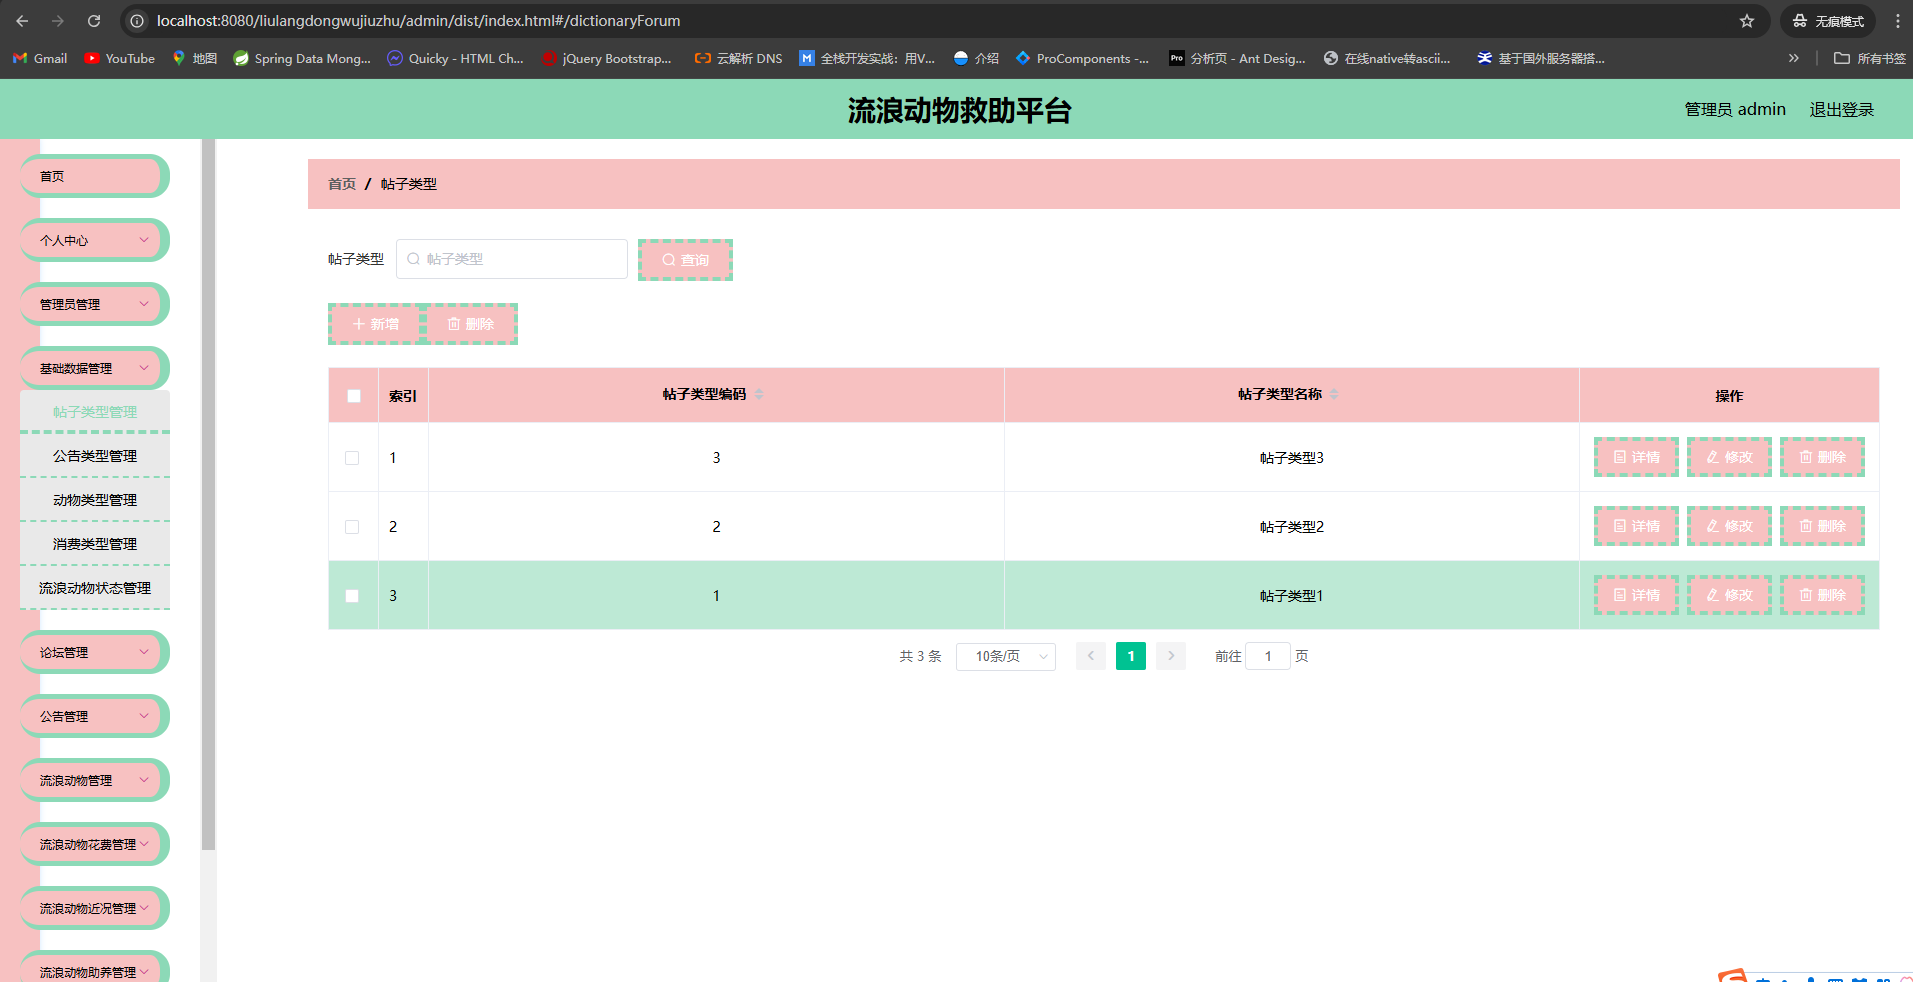 localhost:8080/liulangdongwujiuzhu/admin/dist/index.html#/dictionaryForum
无痕模式
Gmail YouTube 地图 Spring Data Mong... Quicky - HTML Ch... jQuery Bootstrap... 云解析 DNS 全栈开发实战：用V... 介绍 ProComponents -... 分析页 - Ant Desig... 在线native转ascii... 基于国外服务器搭... 所有书签
流浪动物救助平台
管理员 admin 退出登录
首页
个人中心
管理员管理
基础数据管理
帖子类型管理
公告类型管理
动物类型管理
消费类型管理
流浪动物状态管理
论坛管理
公告管理
流浪动物管理
流浪动物花费管理
流浪动物近况管理
流浪动物助养管理
首页 / 帖子类型
帖子类型 帖子类型 查询
新增 删除
索引 帖子类型编码 帖子类型名称 操作
1 3 帖子类型3 详情 修改 删除
2 2 帖子类型2 详情 修改 删除
3 1 帖子类型1 详情 修改 删除
共 3 条 10条/页 1 前往 1 页